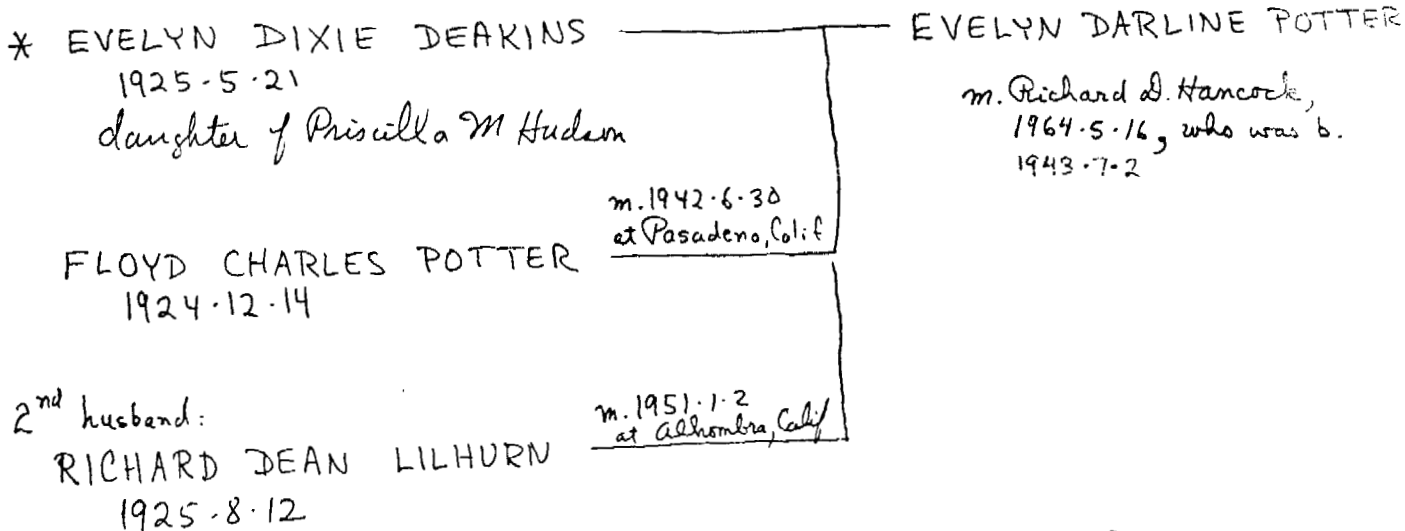 * EVELYN DIXIE DEAKINS
1925.5.21
daughter of Priscilla M Hudson
EVELYN DARLINE POTTER
m. Richard D. Hancock,
1964.5.16, who was b.
1943.7.2
m. 1942.6.30
at Pasadena, Calif
FLOYD CHARLES POTTER
1924.12.14
2nd husband:
m. 1951.1.2
at Alhombra, Calif
RICHARD DEAN LILHURN
1925.8.12